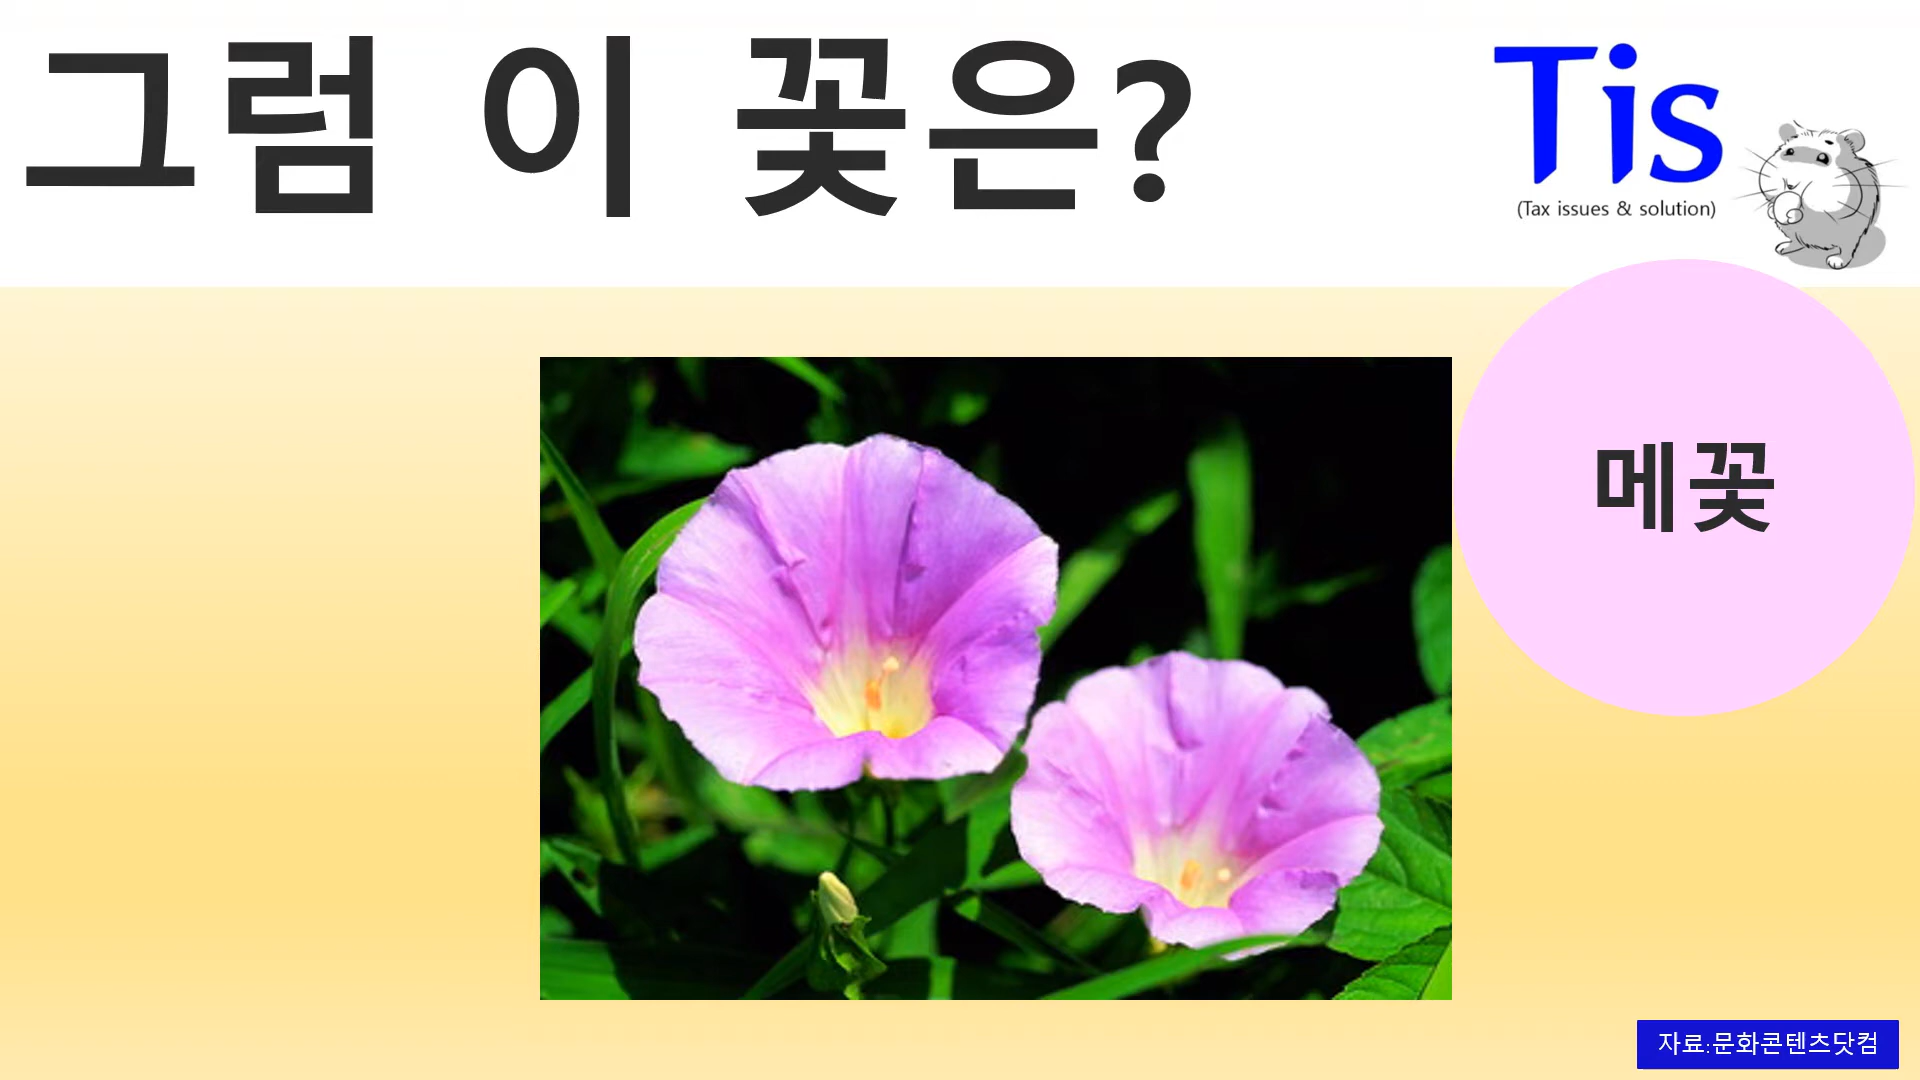 그럼 이 꽃은?
Tis
(Tax issues & solution)
메꽃
자료:문화콘텐츠닷컴